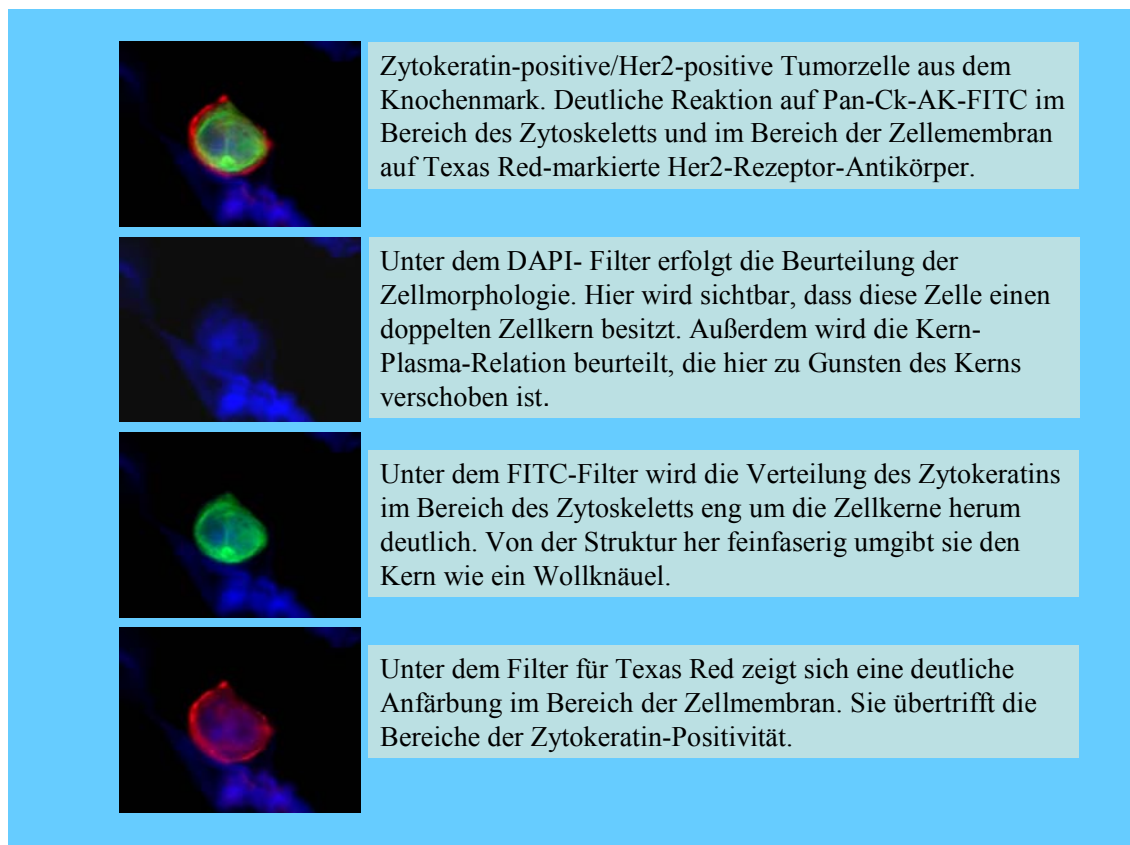 Zytokeratin-positive/Her2-positive Tumorzelle aus dem
Knochenmark. Deutliche Reaktion auf Pan-Ck-AK-FITC im
Bereich des Zytoskeletts und im Bereich der Zellemembran
auf Texas Red-markierte Her2-Rezeptor-Antikörper.
Unter dem DAPI- Filter erfolgt die Beurteilung der
Zellmorphologie. Hier wird sichtbar, dass diese Zelle einen
doppelten Zellkern besitzt. Außerdem wird die Kern-
Plasma-Relation beurteilt, die hier zu Gunsten des Kerns
verschoben ist.
Unter dem FITC-Filter wird die Verteilung des Zytokeratins
im Bereich des Zytoskeletts eng um die Zellkerne herum
deutlich. Von der Struktur her feinfaserig umgibt sie den
Kern wie ein Wollknäuel.
Unter dem Filter für Texas Red zeigt sich eine deutliche
Anfärbung im Bereich der Zellmembran. Sie übertrifft die
Bereiche der Zytokeratin-Positivität.